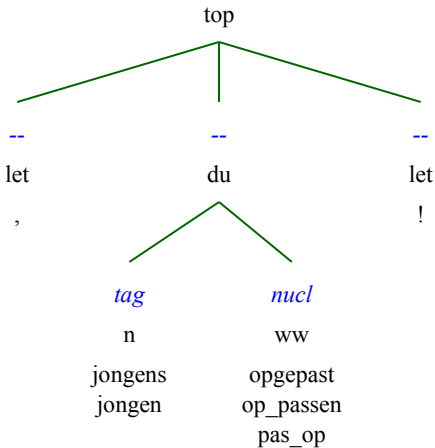 top
-- -- --
let du let
, !
tag nucl
n ww
jongens opgepast
jongen op_passen
pas_op